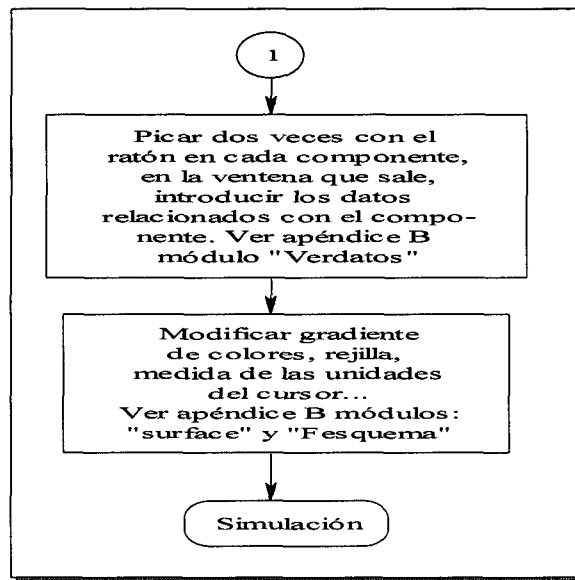 1
Picar dos veces con el
ratón en cada componente,
en la ventena que sale,
introducir los datos
relacionados con el compo-
nente. Ver apéndice B
módulo "Verdatos"
Modificar gradiente
de colores, rejilla,
medida de las unidades
del cursor...
Ver apéndice B módulos:
"surface" y "Fesquema"
Simulación